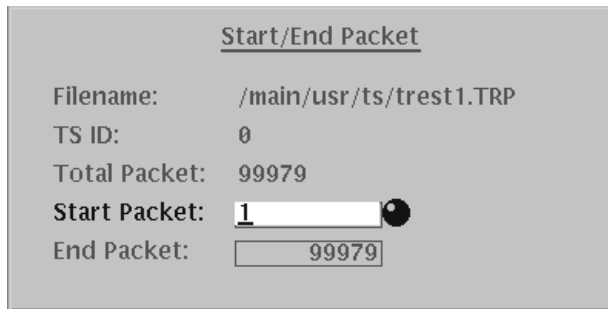 Start/End Packet
Filename: /main/usr/ts/trest1.TRP
TS ID: 0
Total Packet: 99979
Start Packet: 1
End Packet: 99979